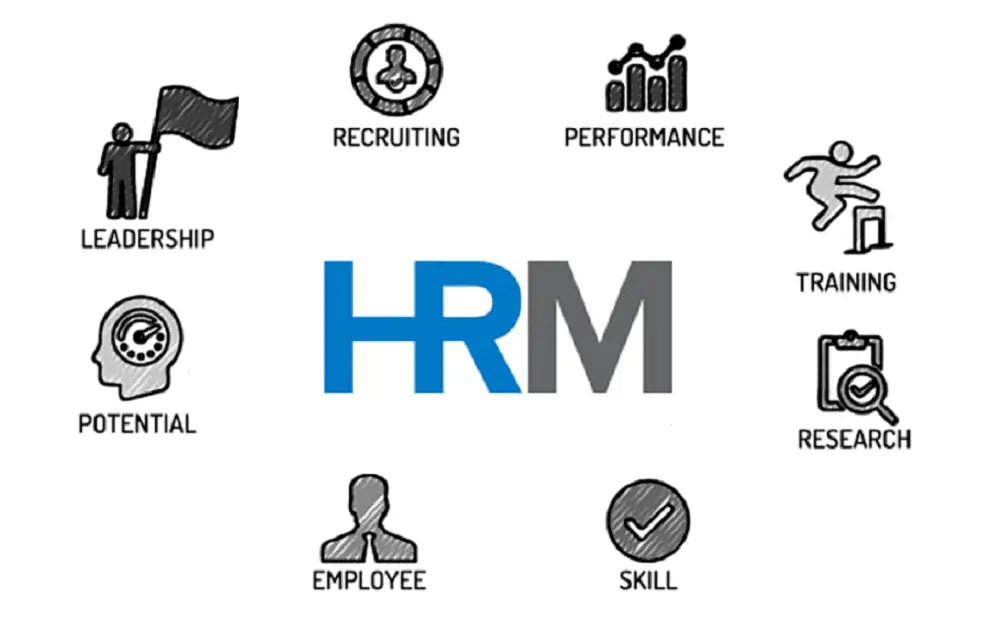 RECRUITING
PERFORMANCE
LEADERSHIP
TRAINING
HRM
POTENTIAL
RESEARCH
EMPLOYEE
SKILL